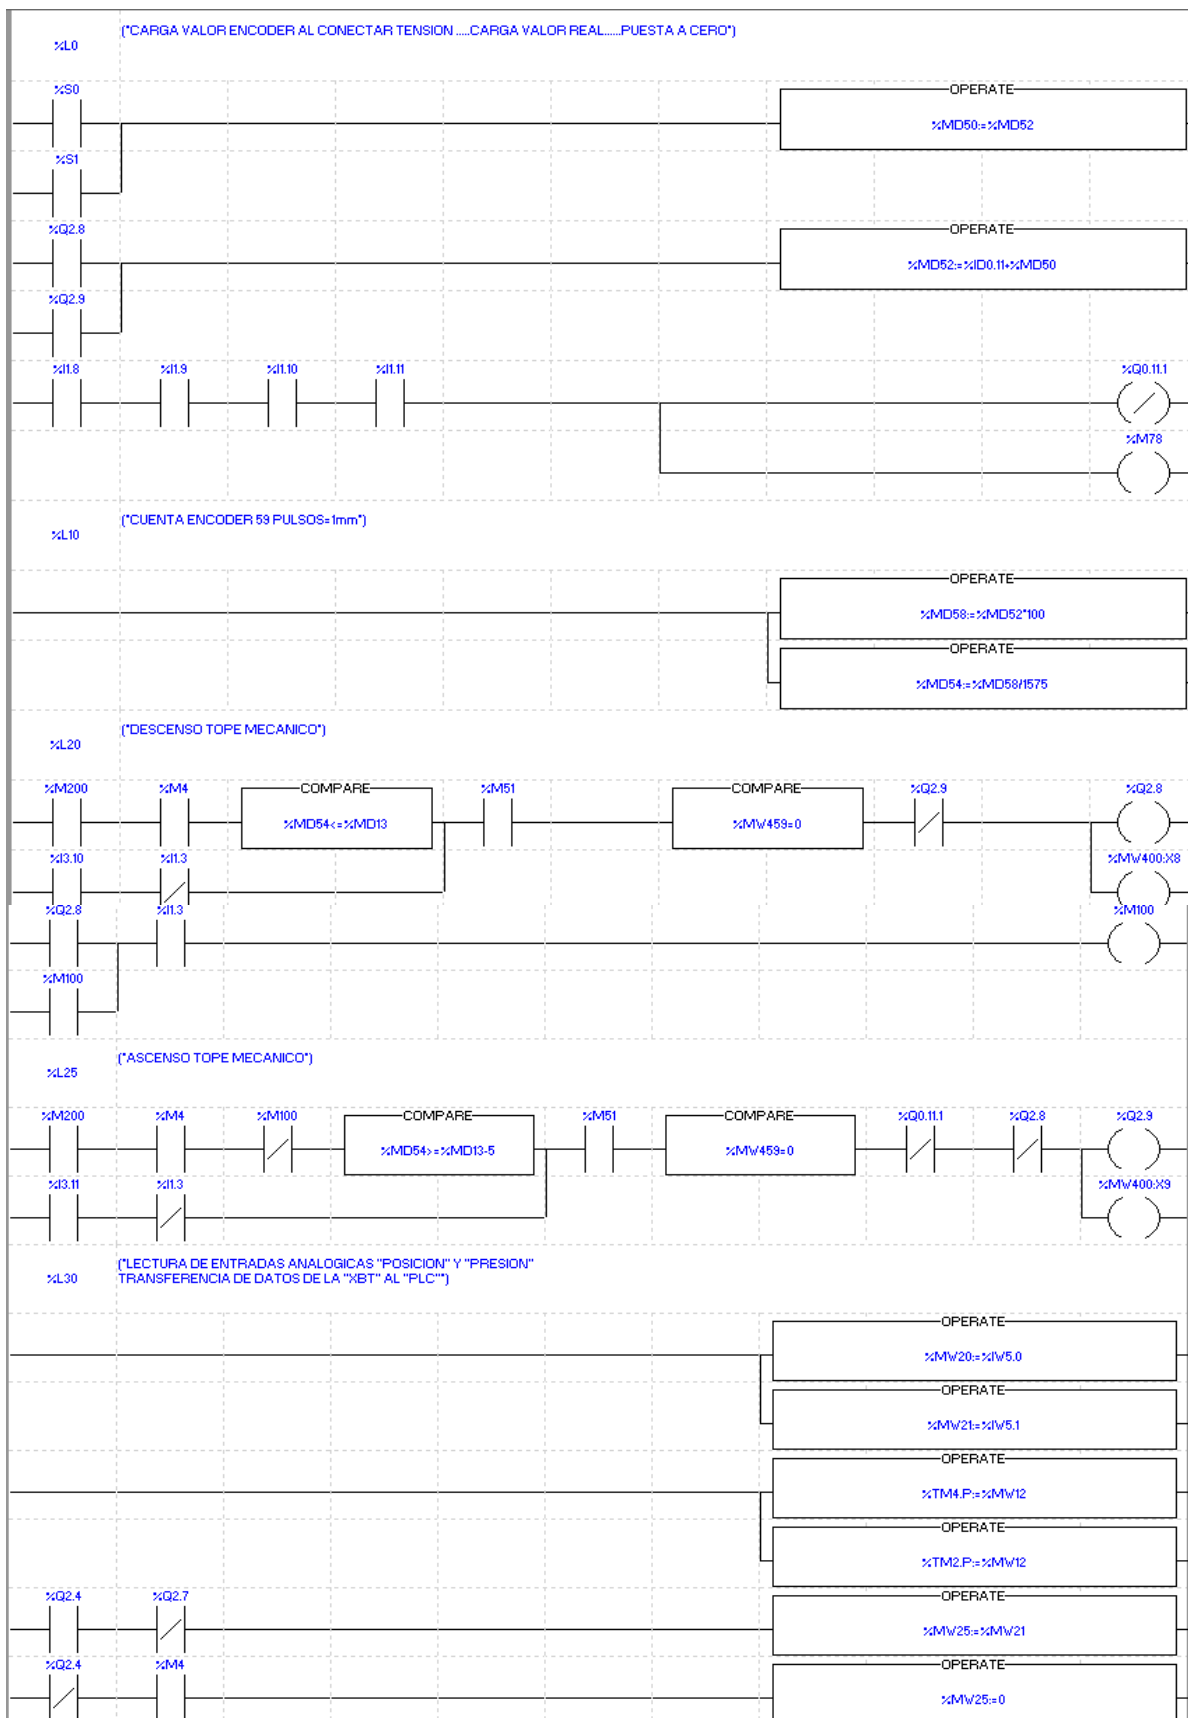 %L0
(*CARGA VALOR ENCODER AL CONECTAR TENSION .....CARGA VALOR REAL......PUESTA A CERO*)
%S0
OPERATE
%MD50:=%MD52
%S1
%Q2.8
OPERATE
%MD52:=%ID0.11+%MD50
%Q2.9
%I1.8 %I1.9 %I1.10 %I1.11 %Q0.11.1
%M78
%L10
(*CUENTA ENCODER 59 PULSOS=1mm*)
OPERATE
%MD58:=%MD52*100
OPERATE
%MD54:=%MD58/1575
%L20
(*DESCENSO TOPE MECANICO*)
%M200 %M4 COMPARE %M51 COMPARE %Q2.9 %Q2.8
%MD54<=%MD13 %MW459=0
%I3.10 %I1.3 %MW400:X8
%Q2.8 %I1.3 %M100
%M100
%L25
(*ASCENSO TOPE MECANICO*)
%M200 %M4 %M100 COMPARE %M51 COMPARE %Q0.11.1 %Q2.8 %Q2.9
%MD54>=%MD13-5 %MW459=0
%I3.11 %I1.3 %MW400:X9
%L30
(*LECTURA DE ENTRADAS ANALOGICAS "POSICION" Y "PRESION"
TRANSFERENCIA DE DATOS DE LA "XBT" AL "PLC"*)
OPERATE
%MW20:=%IW5.0
OPERATE
%MW21:=%IW5.1
OPERATE
%TM4.P:=%MW12
OPERATE
%TM2.P:=%MW12
%Q2.4 %Q2.7 OPERATE
%MW25:=%MW21
%Q2.4 %M4 OPERATE
%MW25:=0